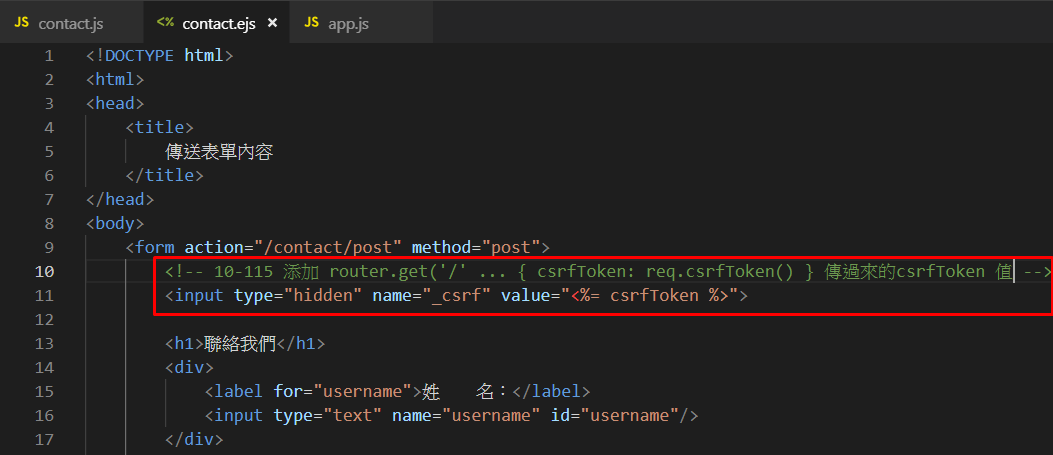 JS contact.js <%  contact.ejs × JS app.js
1 <!DOCTYPE html>
2 <html>
3 <head>
4 <title>
5 傳送表單內容
6 </title>
7 </head>
8 <body>
9 <form action="/contact/post" method="post">
10 <!-- 10-115 添加 router.get('/' ... { csrfToken: req.csrfToken() } 傳過來的csrfToken 值 -->
11 <input type="hidden" name="_csrf" value="<%= csrfToken %>">
12
13 <h1>聯絡我們</h1>
14 <div>
15 <label for="username">姓　　名：</label>
16 <input type="text" name="username" id="username"/>
17 </div>